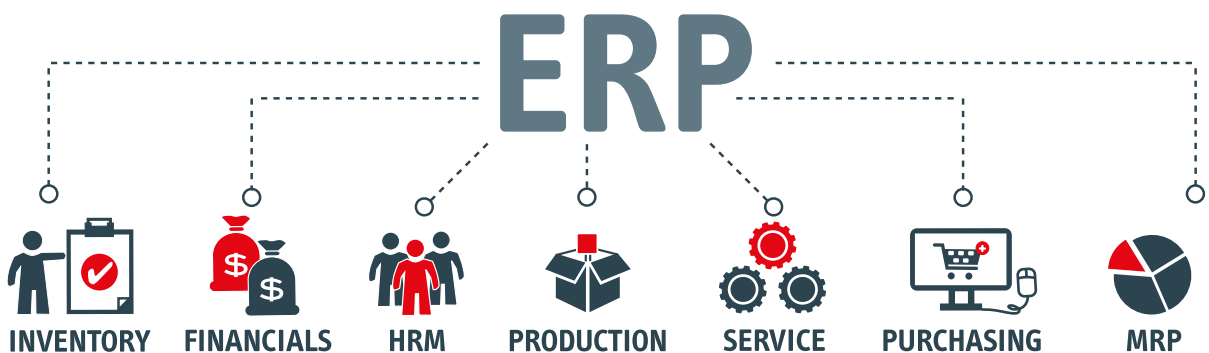 ERP
$
$
INVENTORY
FINANCIALS
HRM
PRODUCTION
SERVICE
PURCHASING
MRP